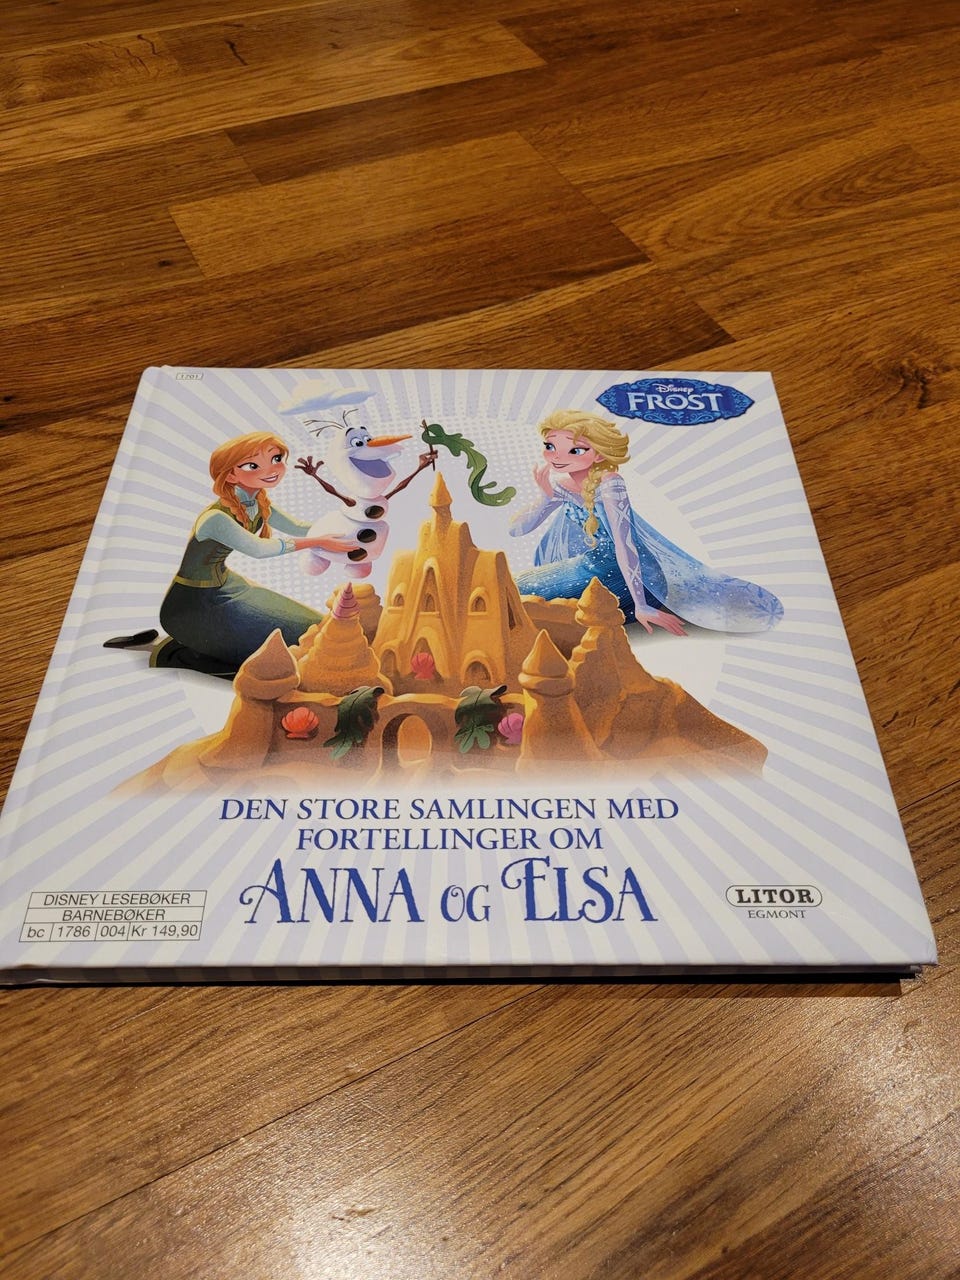 1701
Disney
FROST
DEN STORE SAMLINGEN MED
FORTELLINGER OM
ANNA OG ELSA
DISNEY LESEBØKER
BARNEBØKER
bc 1786 004 Kr 149,90
LITOR
EGMONT